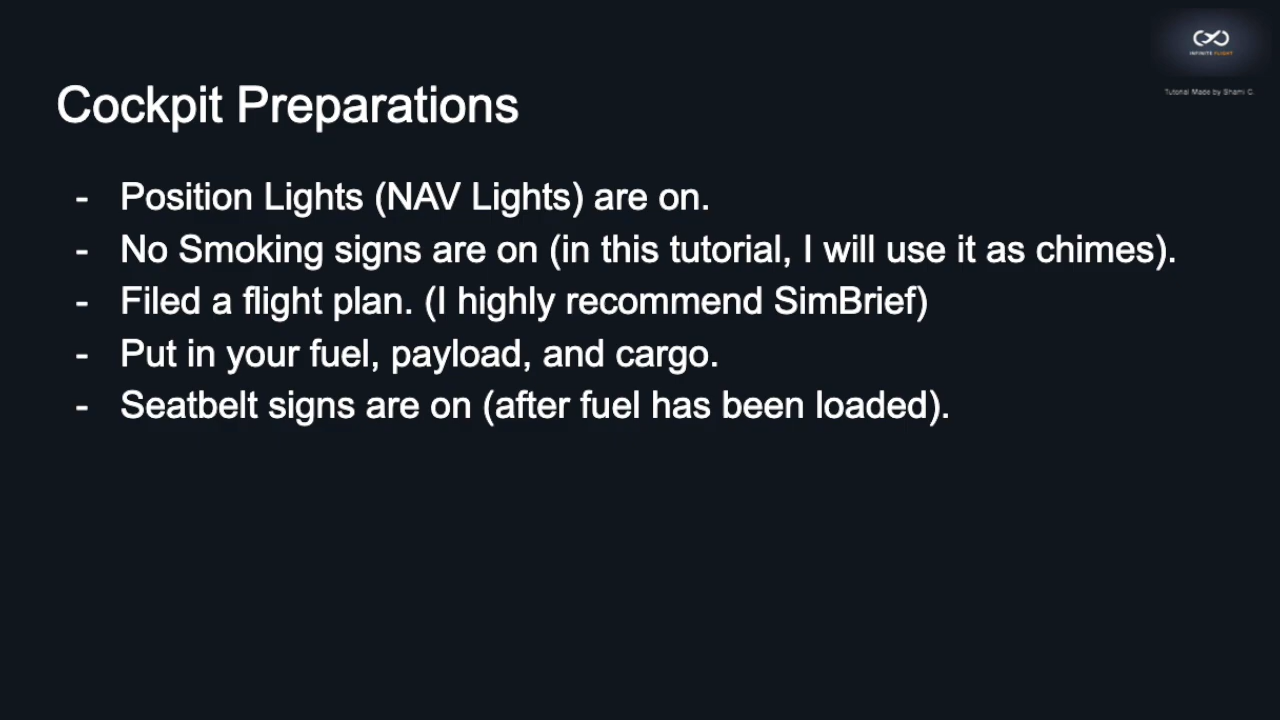 INFINITE FLIGHT
Tutorial Made by Shami C.
Cockpit Preparations
- Position Lights (NAV Lights) are on.
- No Smoking signs are on (in this tutorial, I will use it as chimes).
- Filed a flight plan. (I highly recommend SimBrief)
- Put in your fuel, payload, and cargo.
- Seatbelt signs are on (after fuel has been loaded).